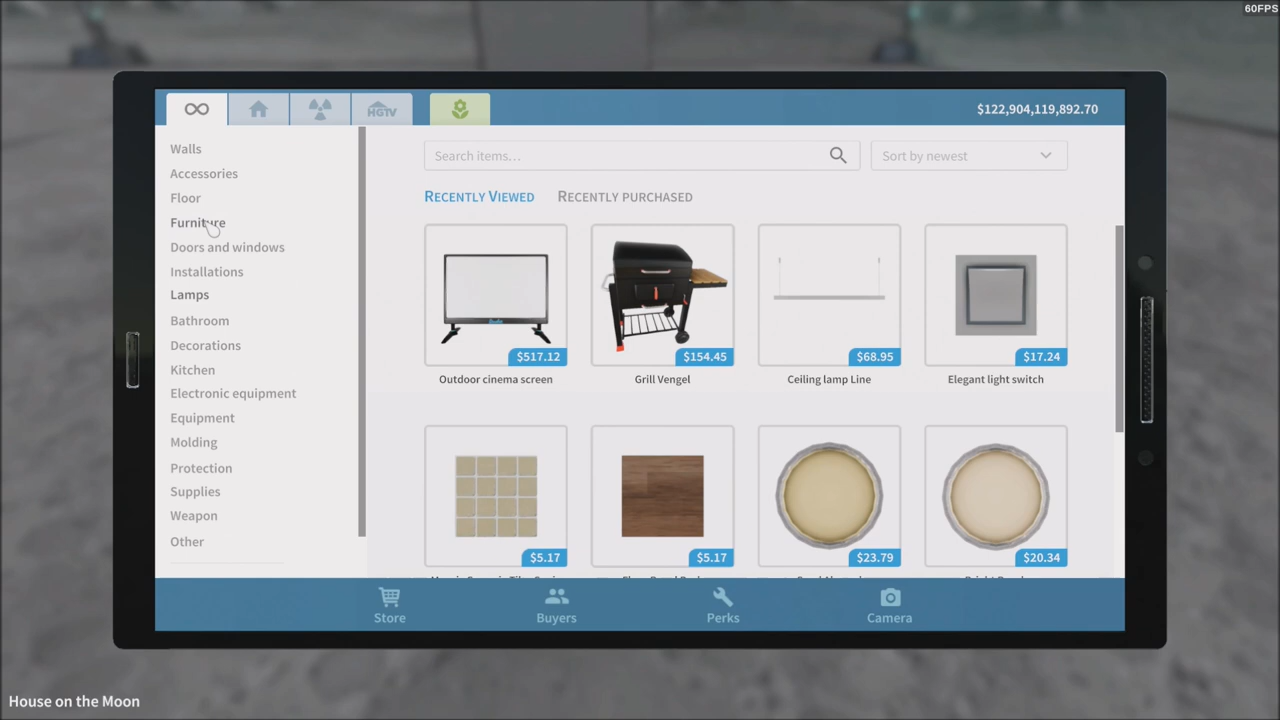 60FPS
HGTV
$122,904,119,892.70
Walls
Accessories
Floor
Furniture
Doors and windows
Installations
Lamps
Bathroom
Decorations
Kitchen
Electronic equipment
Equipment
Molding
Protection
Supplies
Weapon
Other
Search items...
Sort by newest
RECENTLY VIEWED
RECENTLY PURCHASED
$517.12
Outdoor cinema screen
$154.45
Grill Vengel
$68.95
Ceiling lamp Line
$17.24
Elegant light switch
$5.17
$5.17
$23.79
$20.34
Store
Buyers
Perks
Camera
House on the Moon